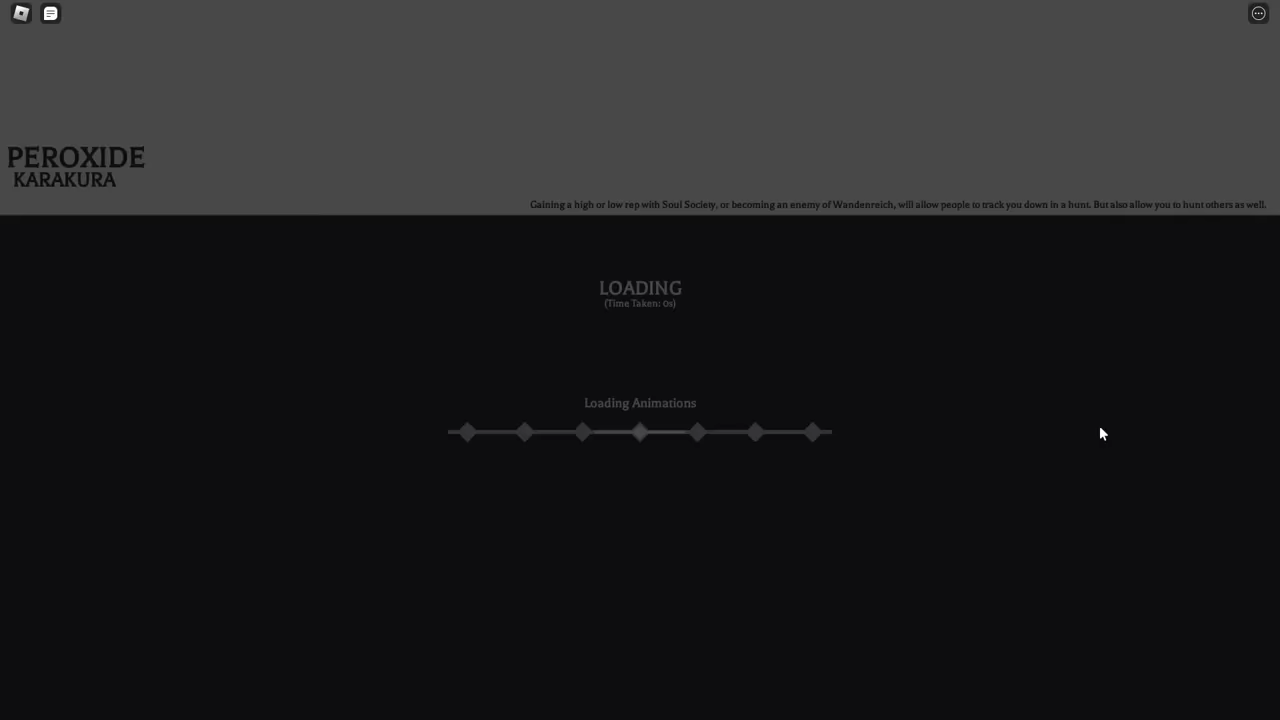 PEROXIDE
KARAKURA
Gaining a high or low rep with Soul Society, or becoming an enemy of Wandenreich, will allow people to track you down in a hunt. But also allow you to hunt others as well.
LOADING
(Time Taken: 0s)
Loading Animations